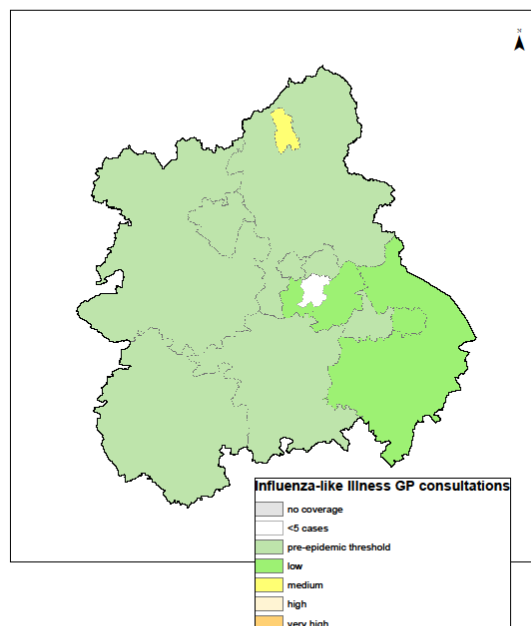 N
Influenza-like Illness GP consultations
no coverage
<5 cases
pre-epidemic threshold
low
medium
high
very high